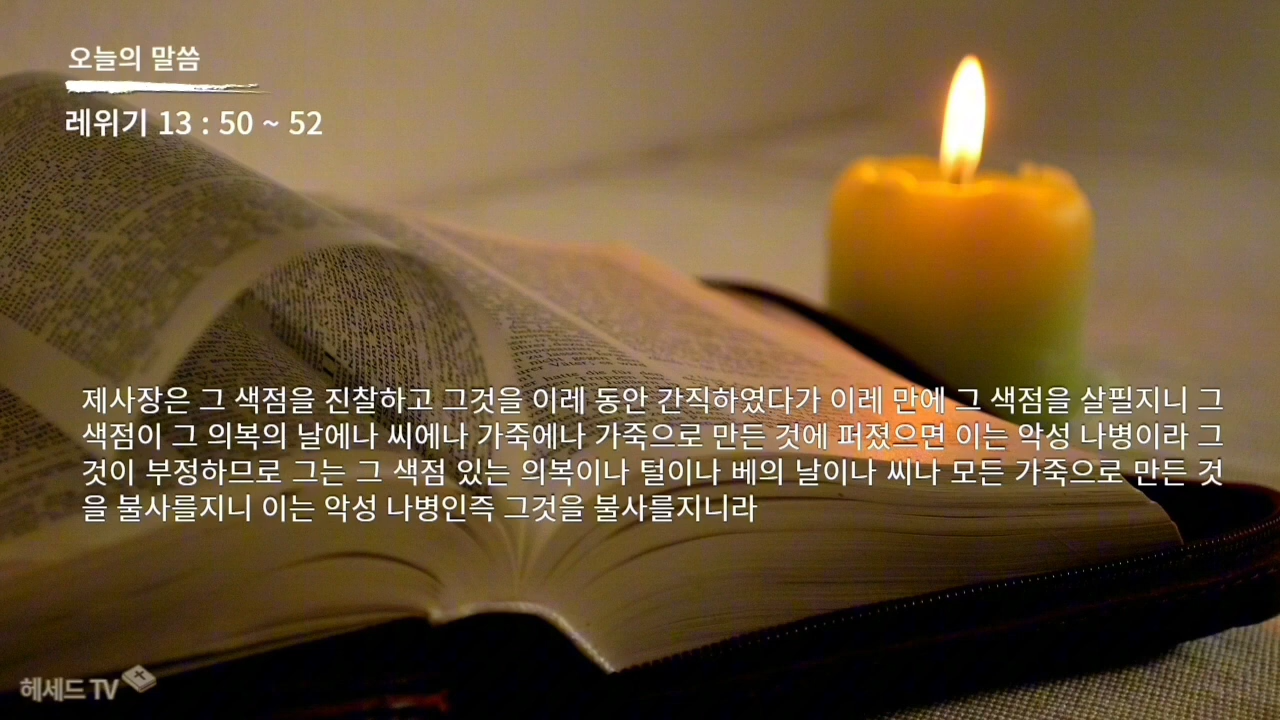 오늘의 말씀
레위기 13 : 50 ~ 52
제사장은 그 색점을 진찰하고 그것을 이레 동안 간직하였다가 이레 만에 그 색점을 살필지니 그
색점이 그 의복의 날에나 씨에나 가죽에나 가죽으로 만든 것에 퍼졌으면 이는 악성 나병이라 그
것이 부정하므로 그는 그 색점 있는 의복이나 털이나 베의 날이나 씨나 모든 가죽으로 만든 것
을 불사를지니 이는 악성 나병인즉 그것을 불사를지니라
헤세드 TV